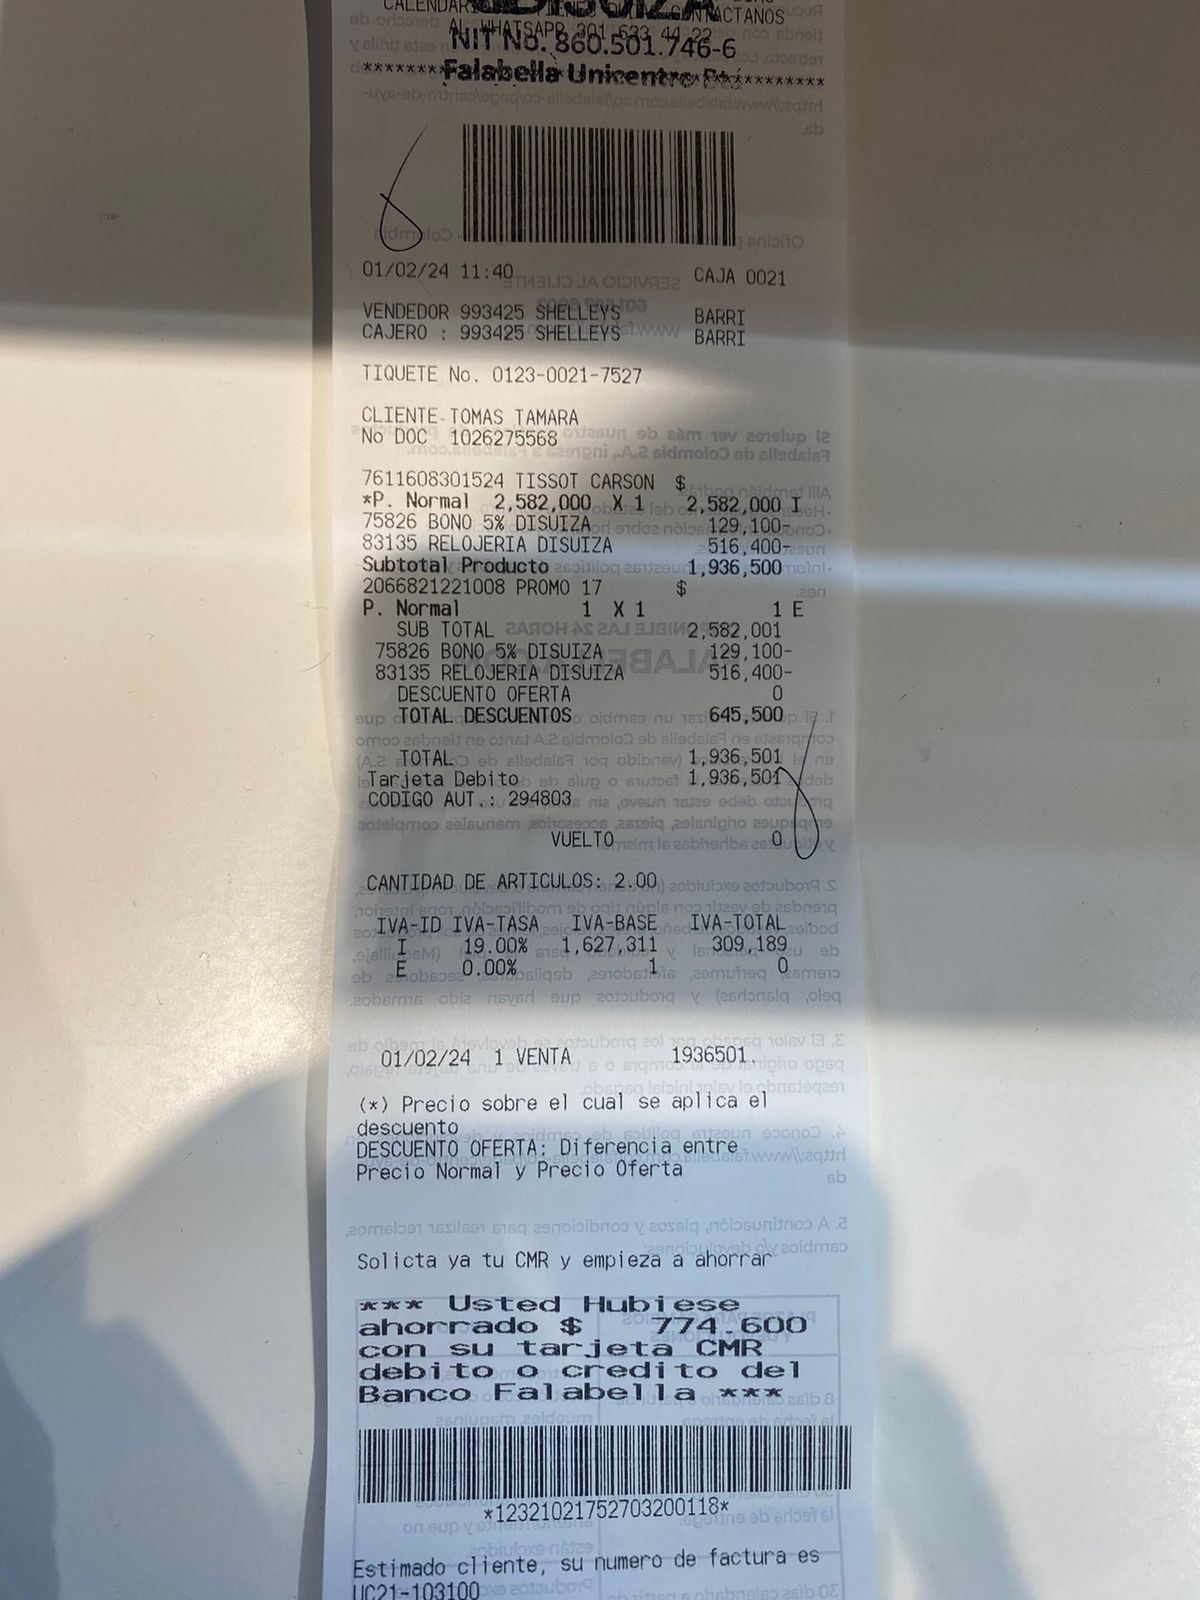 CONTACTANOS
AL WHATSAPP 301 633 44 22
NIT No. 860.501.746-6
Falabella Unicentro
01/02/24 11:40 CAJA 0021
VENDEDOR 993425 SHELLEYS BARRI
CAJERO : 993425 SHELLEYS BARRI
TIQUETE No. 0123-0021-7527
CLIENTE-TOMAS TAMARA
No DOC 1026275568
7611608301524 TISSOT CARSON $
*P. Normal 2,582,000 X 1 2,582,000 I
75826 BONO 5% DISUIZA 129,100-
83135 RELOJERIA DISUIZA 516,400-
Subtotal Producto 1,936,500
2066821221008 PROMO 17 $
P. Normal 1 X 1 1 E
SUB TOTAL 2,582,001
75826 BONO 5% DISUIZA 129,100-
83135 RELOJERIA DISUIZA 516,400-
DESCUENTO OFERTA 0
TOTAL DESCUENTOS 645,500
TOTAL 1,936,501
Tarjeta Debito 1,936,501
CODIGO AUT.: 294803
VUELTO 0
CANTIDAD DE ARTICULOS: 2.00
IVA-ID IVA-TASA IVA-BASE IVA-TOTAL
I 19.00% 1,627,311 309,189
E 0.00% 1 0
01/02/24 1 VENTA 1936501.
(*) Precio sobre el cual se aplica el
descuento
DESCUENTO OFERTA: Diferencia entre
Precio Normal y Precio Oferta
Solicta ya tu CMR y empieza a ahorrar
*** Usted Hubiese
ahorrado $ 774.600
con su tarjeta CMR
debito o credito del
Banco Falabella ***
*12321021752703200118*
Estimado cliente, su numero de factura es
UC21-103100